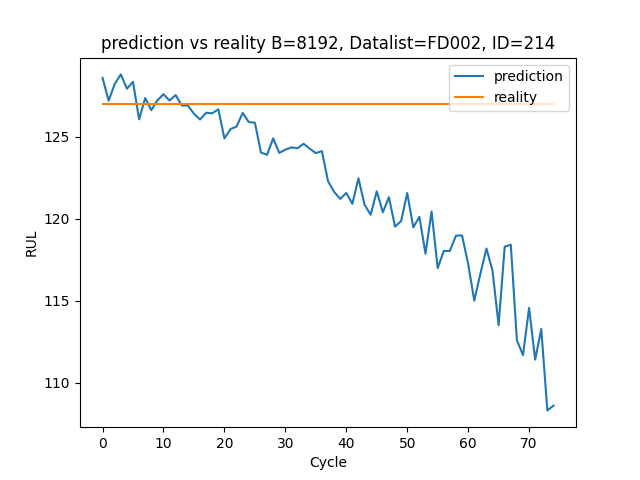 prediction vs reality B=8192, Datalist=FD002, ID=214
prediction
reality
RUL
125
120
115
110
0 10 20 30 40 50 60 70
Cycle